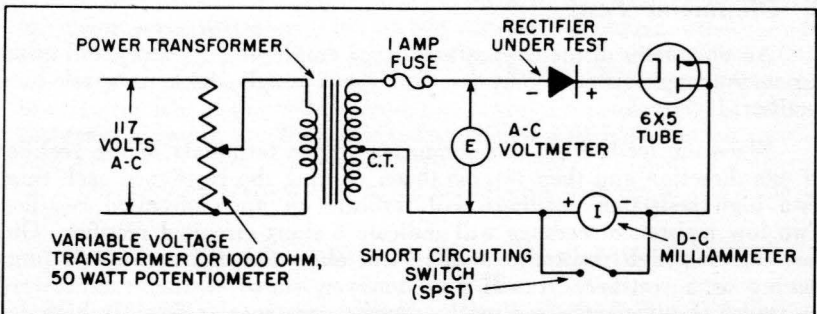 POWER TRANSFORMER
1 AMP
FUSE
RECTIFIER
UNDER TEST
+
6X5
TUBE
117
VOLTS
A-C
C.T.
E
A-C
VOLTMETER
+
I
−
D-C
MILLIAMMETER
VARIABLE VOLTAGE
TRANSFORMER OR 1000 OHM,
50 WATT POTENTIOMETER
SHORT CIRCUITING
SWITCH
(SPST)